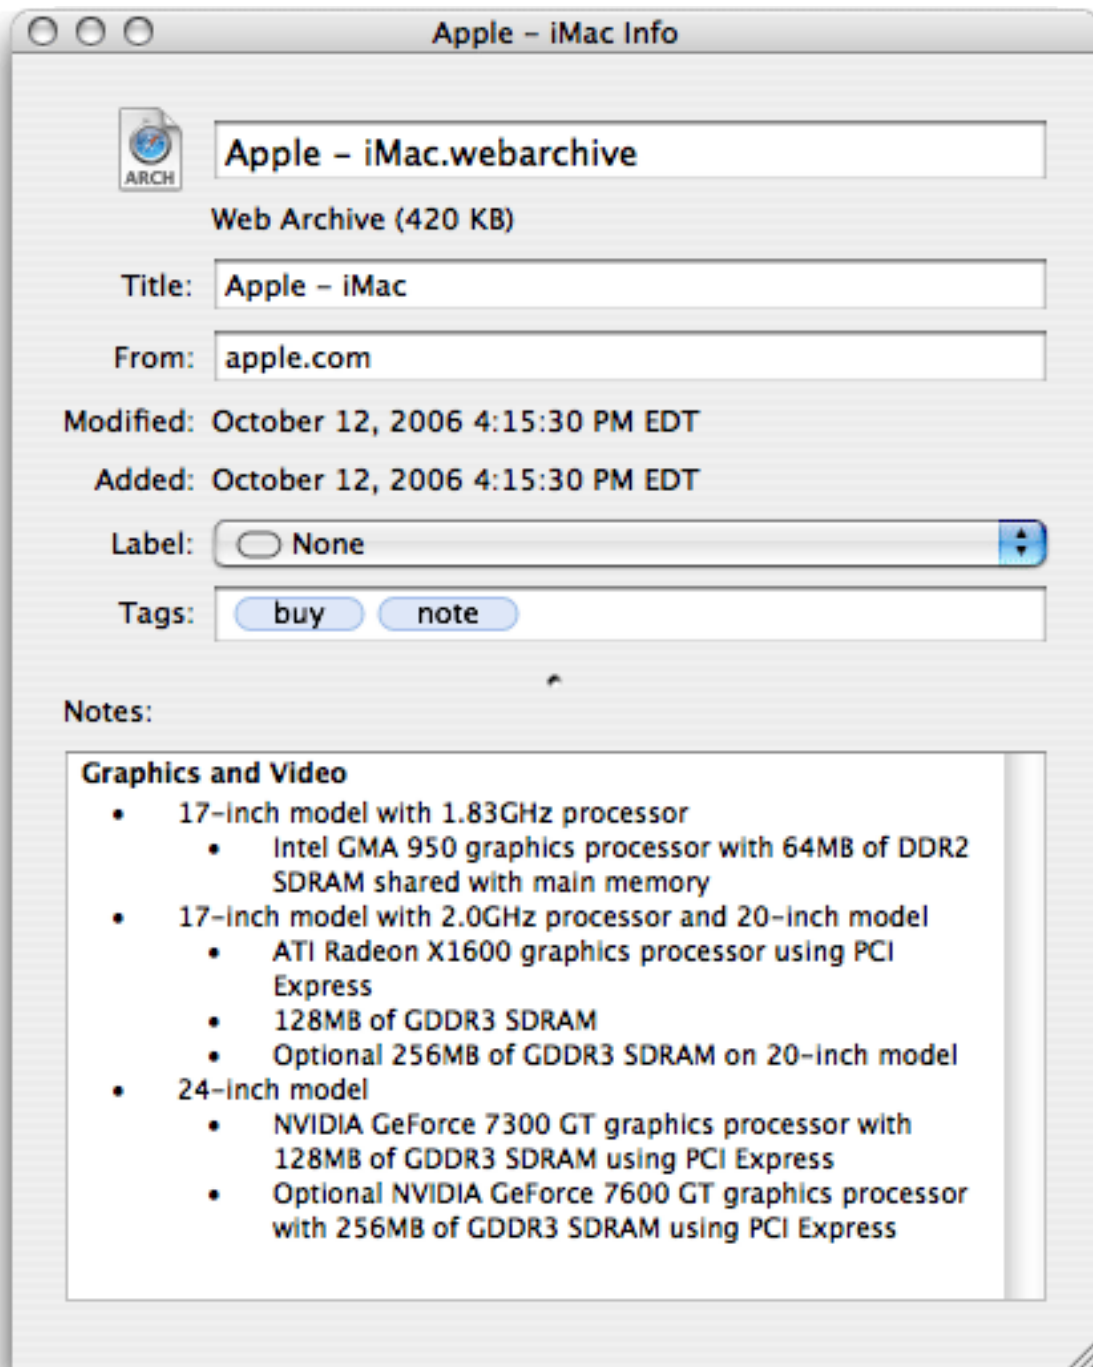 Apple – iMac Info
ARCH
Apple – iMac.webarchive
Web Archive (420 KB)
Title: Apple – iMac
From: apple.com
Modified: October 12, 2006 4:15:30 PM EDT
Added: October 12, 2006 4:15:30 PM EDT
Label: None
Tags: buy note
Notes:
Graphics and Video
• 17-inch model with 1.83GHz processor
• Intel GMA 950 graphics processor with 64MB of DDR2
SDRAM shared with main memory
• 17-inch model with 2.0GHz processor and 20-inch model
• ATI Radeon X1600 graphics processor using PCI
Express
• 128MB of GDDR3 SDRAM
• Optional 256MB of GDDR3 SDRAM on 20-inch model
• 24-inch model
• NVIDIA GeForce 7300 GT graphics processor with
128MB of GDDR3 SDRAM using PCI Express
• Optional NVIDIA GeForce 7600 GT graphics processor
with 256MB of GDDR3 SDRAM using PCI Express